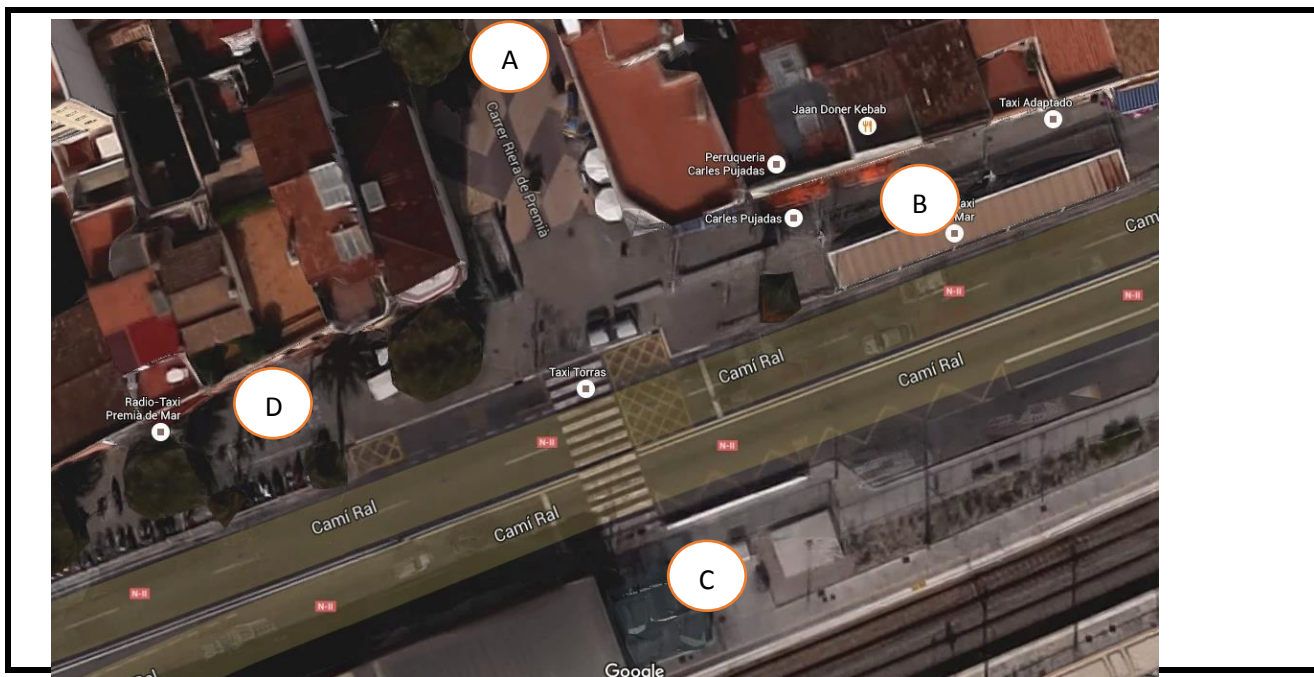 A
Carrer Riera de Premià
Jaan Doner Kebab
Taxi Adaptado
Perruqueria
Carles Pujadas
B
Taxi
Mar
Carles Pujadas
Camí
N-II
N-II
Camí Ral
Camí Ral
Taxi Torras
D
Radio-Taxi
Premià de Mar
N-II
N-II
Camí Ral
Camí Ral
C
N-II
N-II
Google